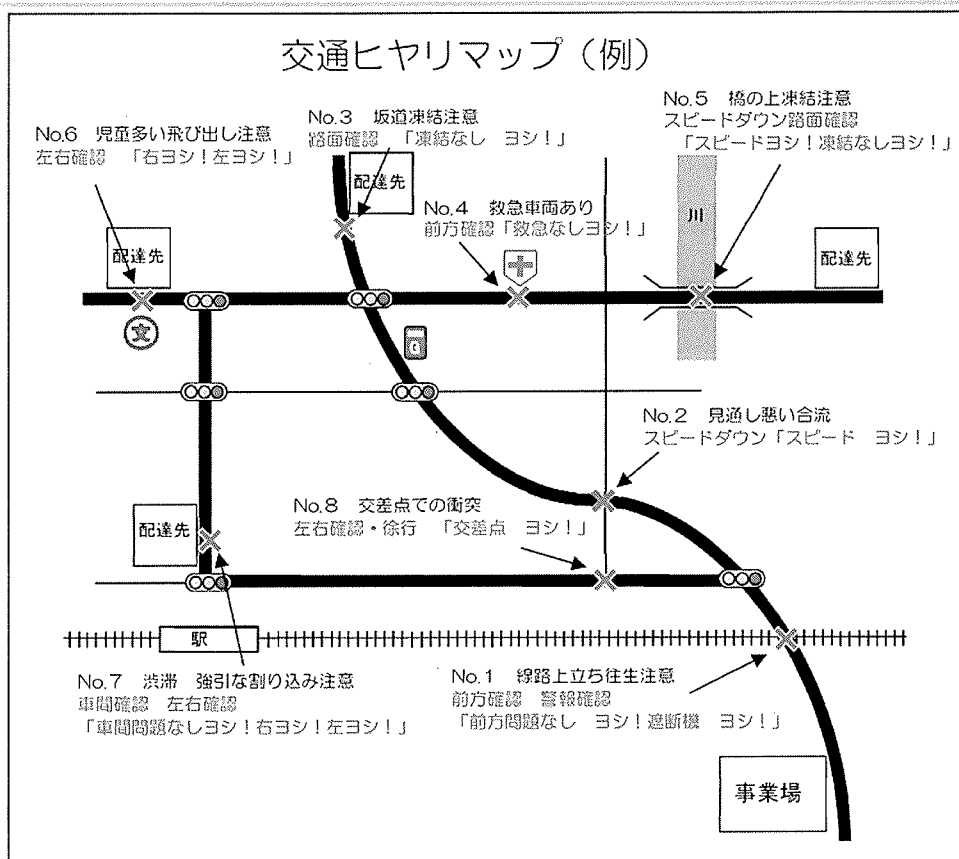 交通ヒヤリマップ（例）
No.5　橋の上凍結注意
スピードダウン路面確認
「スピードヨシ！凍結なしヨシ！」
No.3　坂道凍結注意
路面確認　「凍結なし　ヨシ！」
No.6　児童多い飛び出し注意
左右確認　「右ヨシ！左ヨシ！」
配達先
No.4　救急車両あり
前方確認「救急なしヨシ！」
川
配達先
配達先
文
G
No.2　見通し悪い合流
スピードダウン「スピード　ヨシ！」
No.8　交差点での衝突
左右確認・徐行　「交差点　ヨシ！」
配達先
駅
No.7　渋滞　強引な割り込み注意
車間確認　左右確認
「車間問題なしヨシ！右ヨシ！左ヨシ！」
No.1　線路上立ち往生注意
前方確認　警報確認
「前方問題なし　ヨシ！遮断機　ヨシ！」
事業場